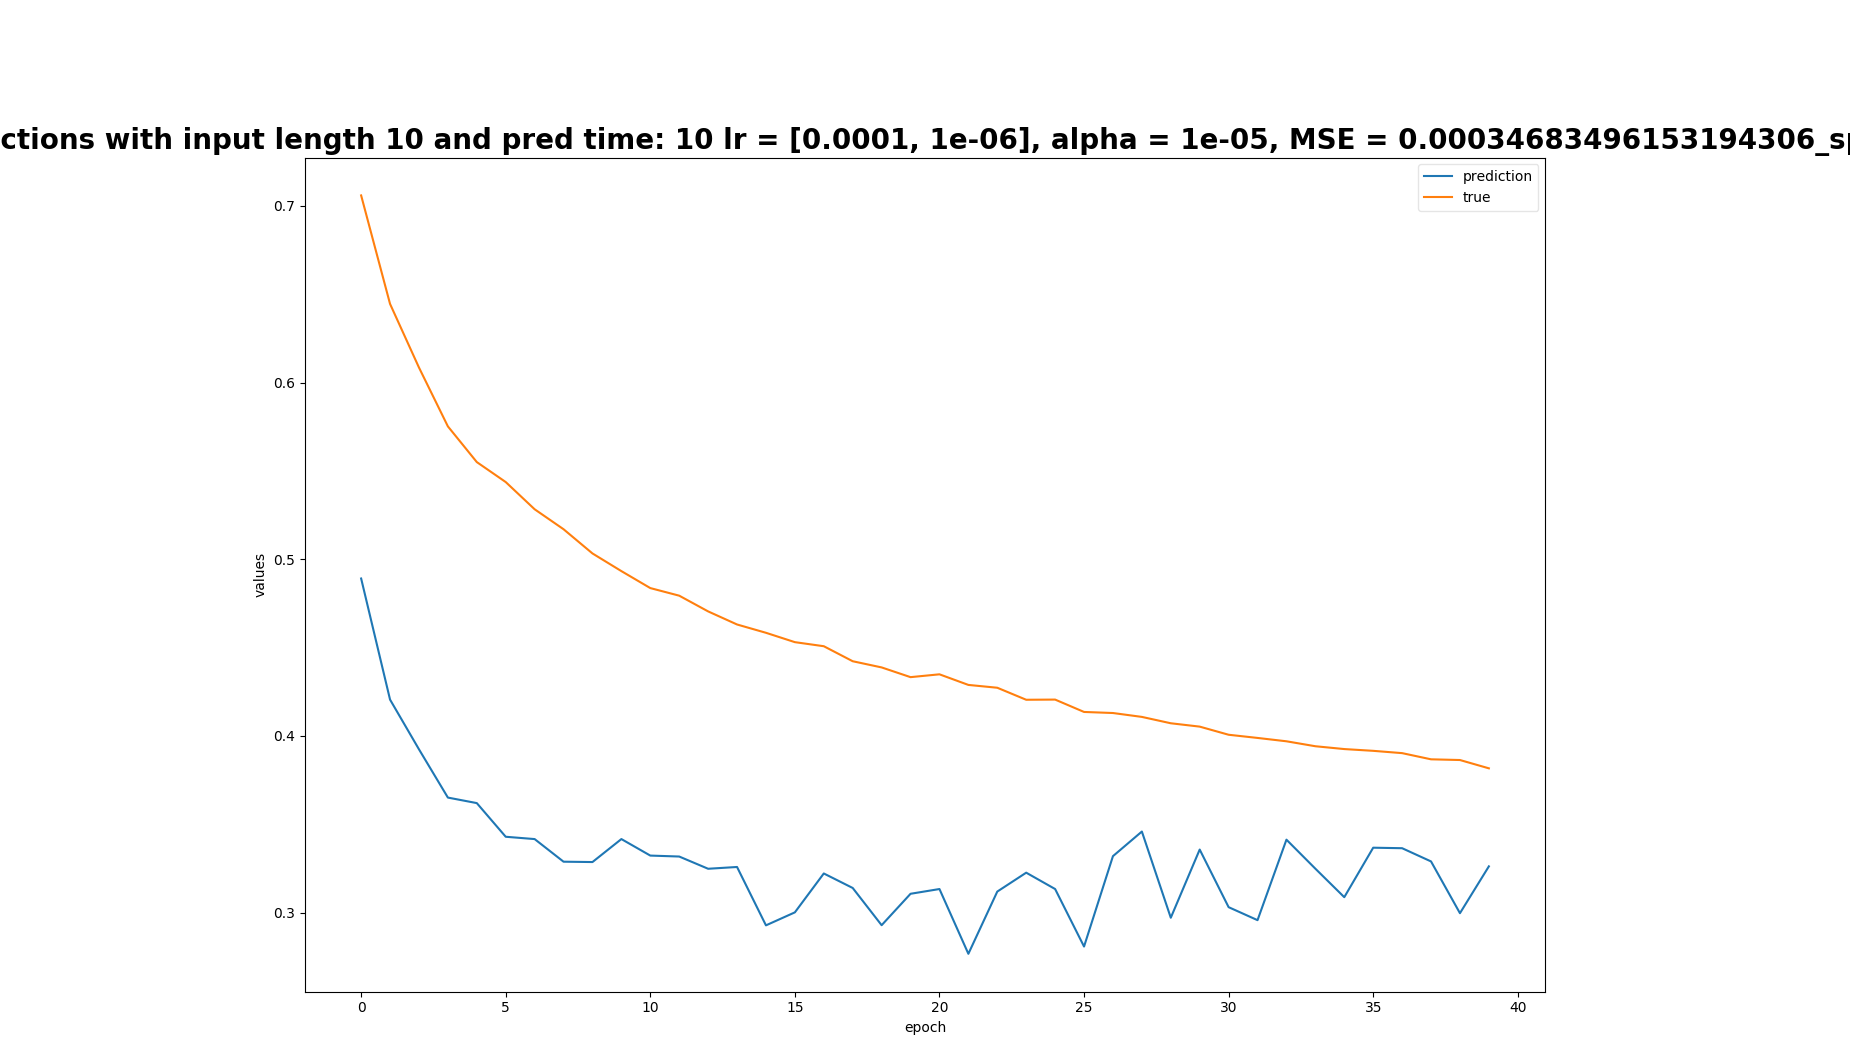 ctions with input length 10 and pred time: 10 lr = [0.0001, 1e-06], alpha = 1e-05, MSE = 0.00034683496153194306_sp
prediction
true
0.7
0.6
0.5
0.4
0.3
values
0 5 10 15 20 25 30 35 40
epoch